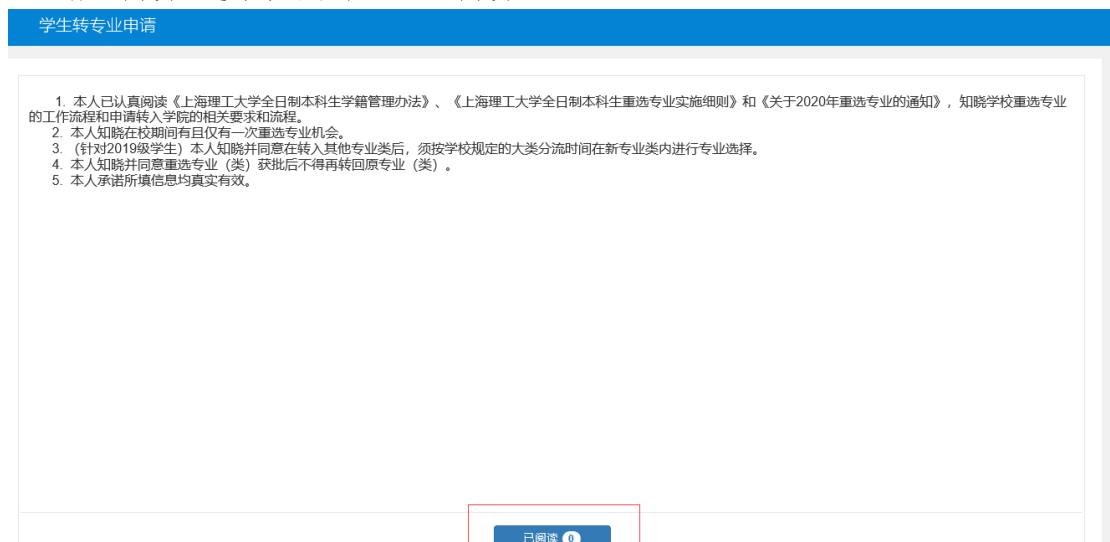 学生转专业申请
1. 本人已认真阅读《上海理工大学全日制本科生学籍管理办法》、《上海理工大学全日制本科生重选专业实施细则》和《关于2020年重选专业的通知》，知晓学校重选专业
的工作流程和申请转入学院的相关要求和流程。
2. 本人知晓在校期间有且仅有一次重选专业机会。
3. （针对2019级学生）本人知晓并同意在转入其他专业类后，须按学校规定的大类分流时间在新专业类内进行专业选择。
4. 本人知晓并同意重选专业（类）获批后不得再转回原专业（类）。
5. 本人承诺所填信息均真实有效。
已阅读 0